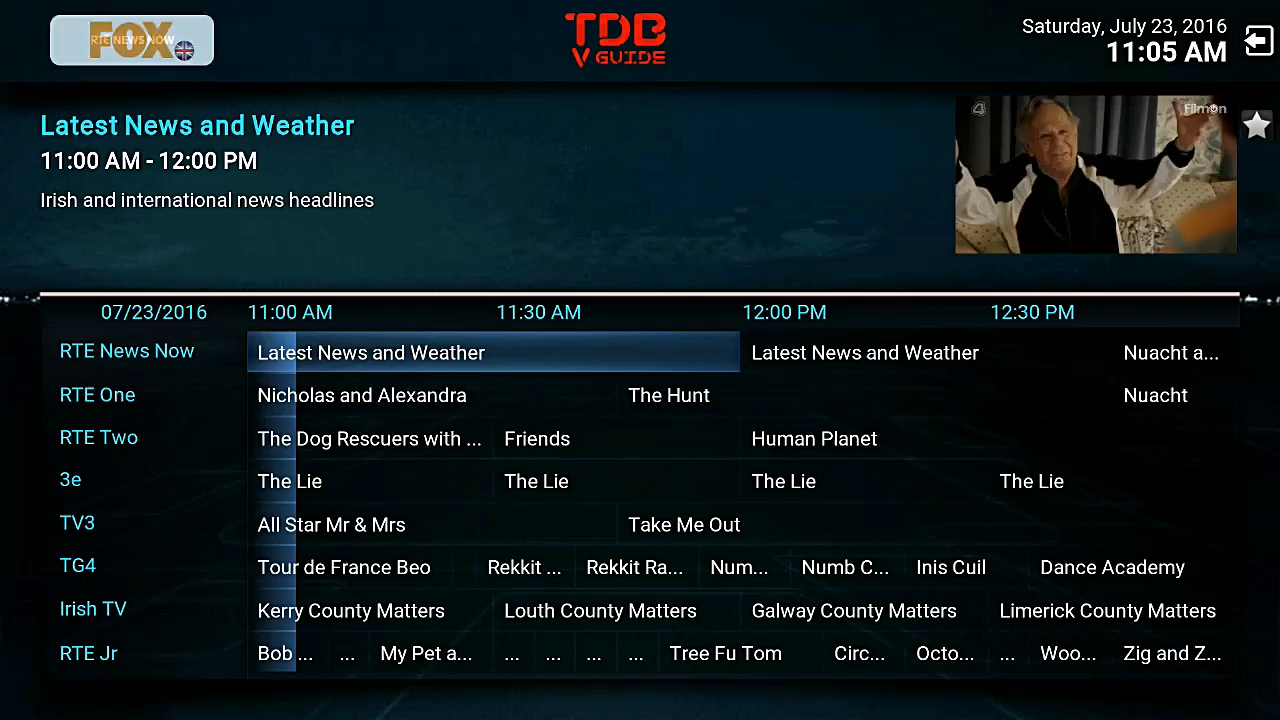 FOX
RTE NEWS NOW
TDB
V GUIDE
Saturday, July 23, 2016
11:05 AM
Latest News and Weather
11:00 AM - 12:00 PM
Irish and international news headlines
4
Filmon
07/23/2016 11:00 AM 11:30 AM 12:00 PM 12:30 PM
RTE News Now Latest News and Weather Latest News and Weather Nuacht a...
RTE One Nicholas and Alexandra The Hunt Nuacht
RTE Two The Dog Rescuers with ... Friends Human Planet
3e The Lie The Lie The Lie The Lie
TV3 All Star Mr & Mrs Take Me Out
TG4 Tour de France Beo Rekkit ... Rekkit Ra... Num... Numb C... Inis Cuil Dance Academy
Irish TV Kerry County Matters Louth County Matters Galway County Matters Limerick County Matters
RTE Jr Bob ... ... My Pet a... ... ... ... ... Tree Fu Tom Circ... Octo... ... Woo... Zig and Z...